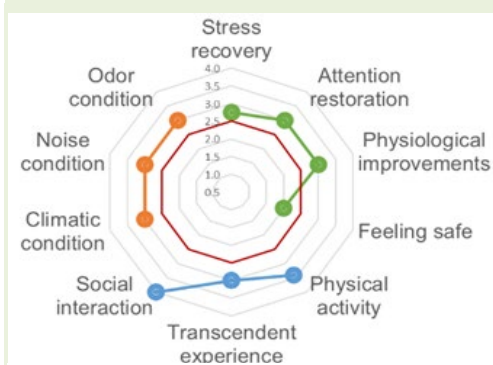 Stress
recovery
Attention
restoration
Physiological
improvements
Feeling safe
Physical
activity
Transcendent
experience
Social
interaction
Climatic
condition
Noise
condition
Odor
condition
4.0
3.5
3.0
2.5
2.0
1.5
1.0
0.5